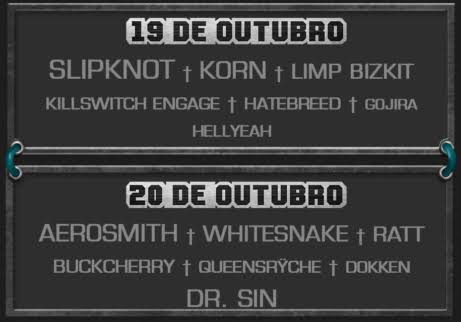 19 DE OUTUBRO
SLIPKNOT † KORN † LIMP BIZKIT
KILLSWITCH ENGAGE † HATEBREED † GOJIRA
HELLYEAH
20 DE OUTUBRO
AEROSMITH † WHITESNAKE † RATT
BUCKCHERRY † QUEENSRŸCHE † DOKKEN
DR. SIN